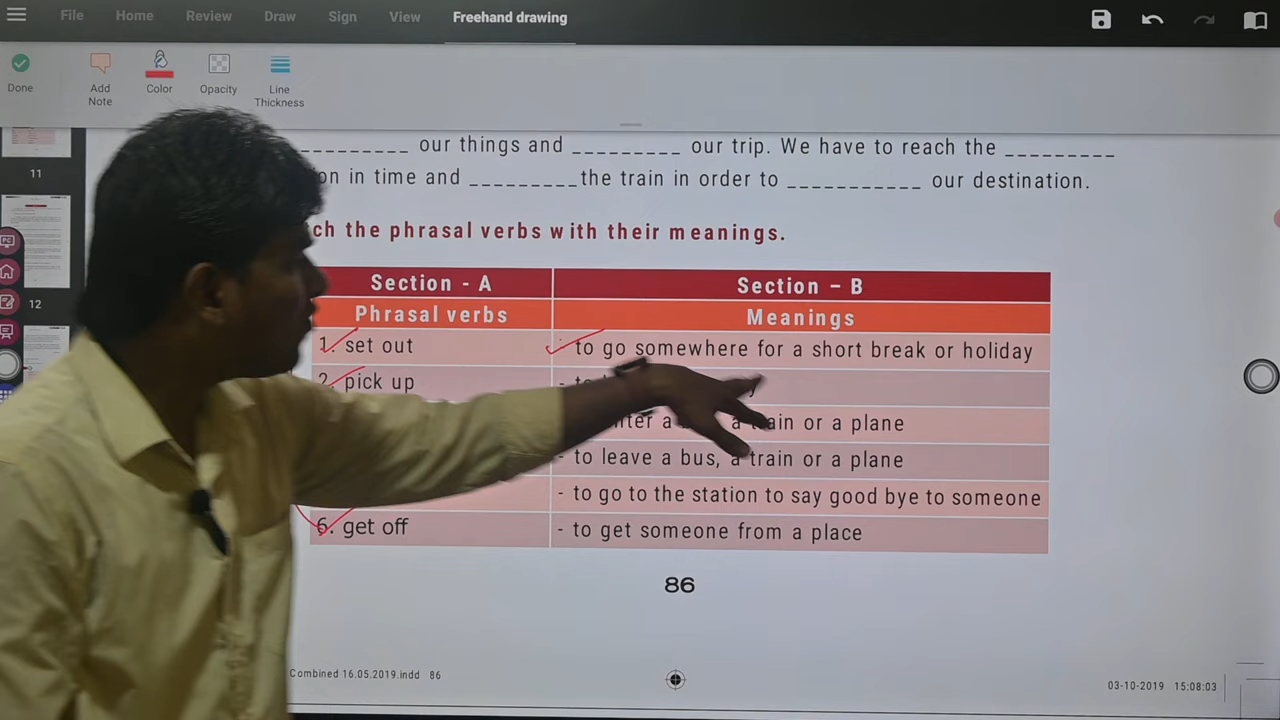 File Home Review Draw Sign View Freehand drawing
Done Add Note Color Opacity Line Thickness
_________ our things and _________ our trip. We have to reach the _________
on in time and _________the train in order to ___________ our destination.
ch the phrasal verbs with their meanings.
Section - A Section – B
Phrasal verbs Meanings
1. set out to go somewhere for a short break or holiday
2. pick up -
a train or a plane
- to leave a bus, a train or a plane
- to go to the station to say good bye to someone
6. get off - to get someone from a place
86
11
12
Combined 16.05.2019.indd 86 03-10-2019 15:08:03